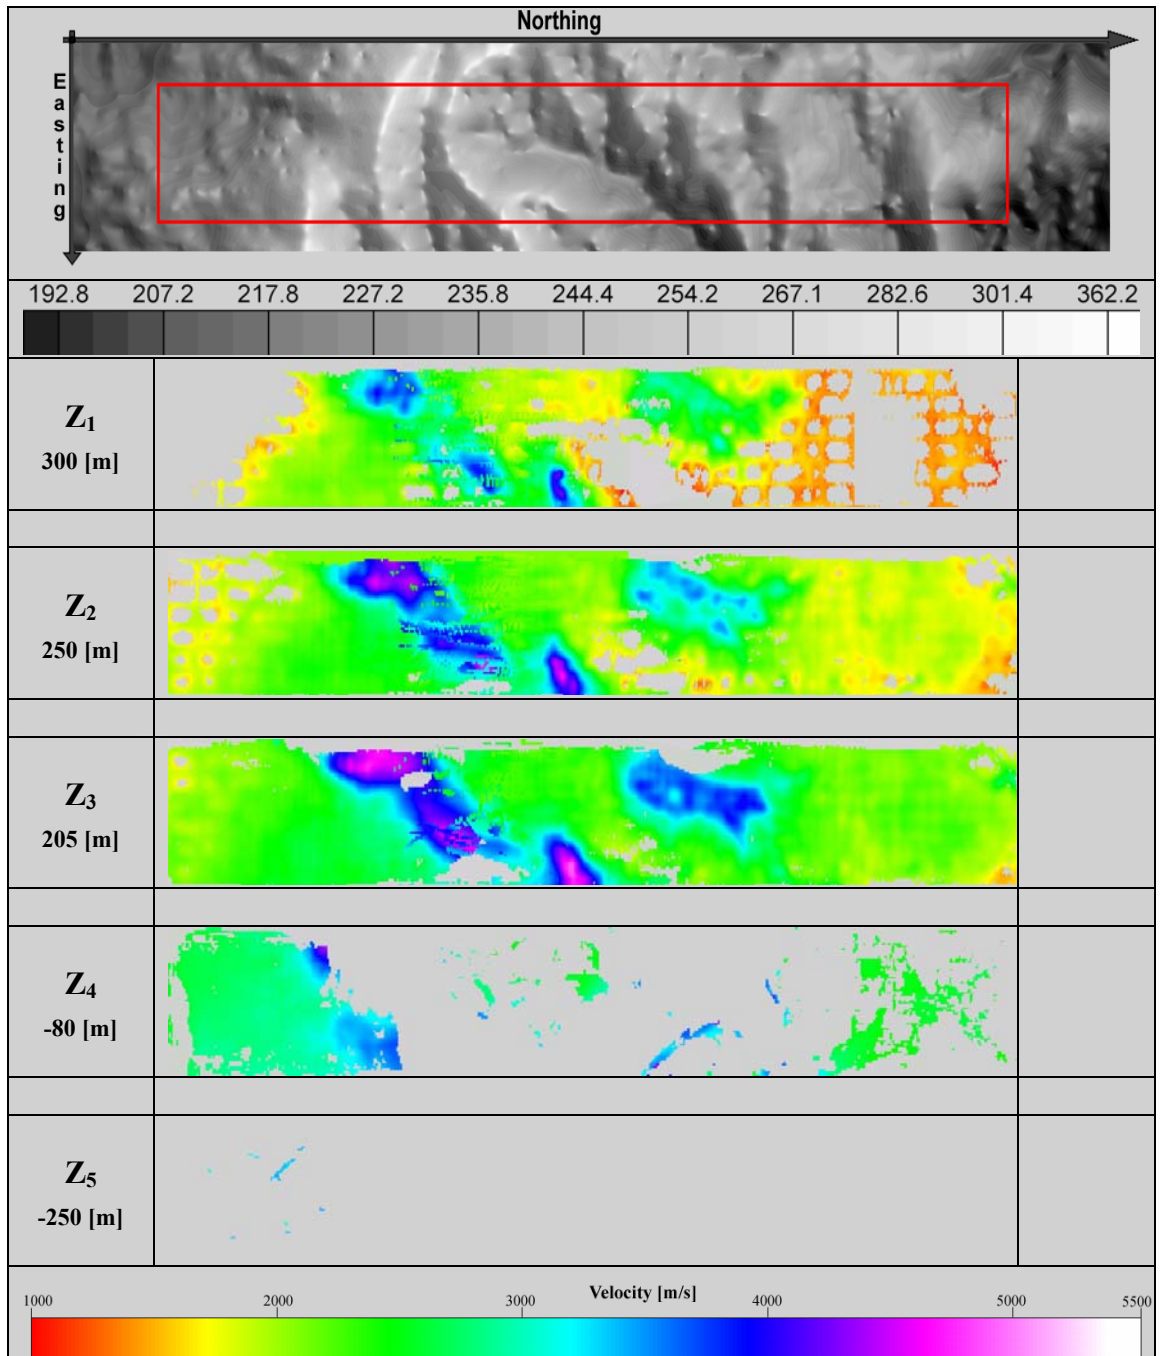 Northing
Easting
192.8 207.2 217.8 227.2 235.8 244.4 254.2 267.1 282.6 301.4 362.2
Z1
300 [m]
Z2
250 [m]
Z3
205 [m]
Z4
-80 [m]
Z5
-250 [m]
Velocity [m/s]
1000 2000 3000 4000 5000 5500